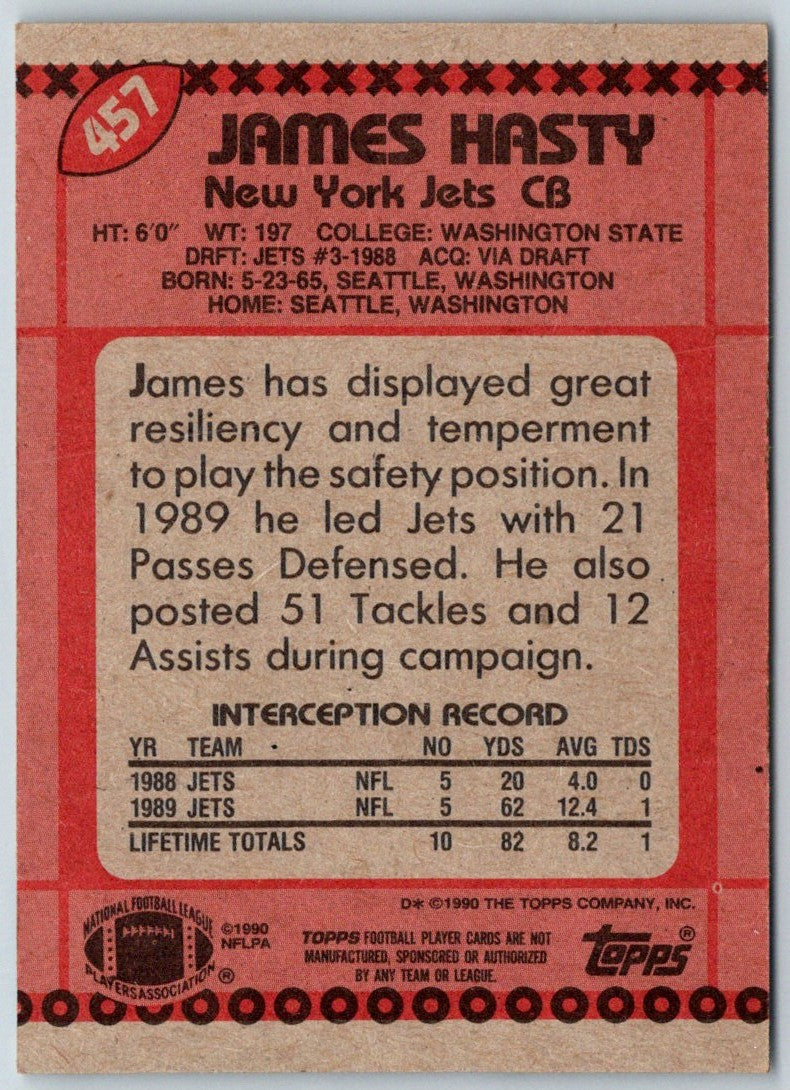 457
JAMES HASTY
New York Jets CB
HT: 6'0" WT: 197 COLLEGE: WASHINGTON STATE
DRFT: JETS #3-1988 ACQ: VIA DRAFT
BORN: 5-23-65, SEATTLE, WASHINGTON
HOME: SEATTLE, WASHINGTON
James has displayed great
resiliency and temperment
to play the safety position. In
1989 he led Jets with 21
Passes Defensed. He also
posted 51 Tackles and 12
Assists during campaign.
INTERCEPTION RECORD
YR TEAM NO YDS AVG TDS
1988 JETS NFL 5 20 4.0 0
1989 JETS NFL 5 62 12.4 1
LIFETIME TOTALS 10 82 8.2 1
D* ©1990 THE TOPPS COMPANY, INC.
NATIONAL FOOTBALL LEAGUE
PLAYERS ASSOCIATION ®
©1990
NFLPA
TOPPS FOOTBALL PLAYER CARDS ARE NOT
MANUFACTURED, SPONSORED OR AUTHORIZED
BY ANY TEAM OR LEAGUE.
topps ®